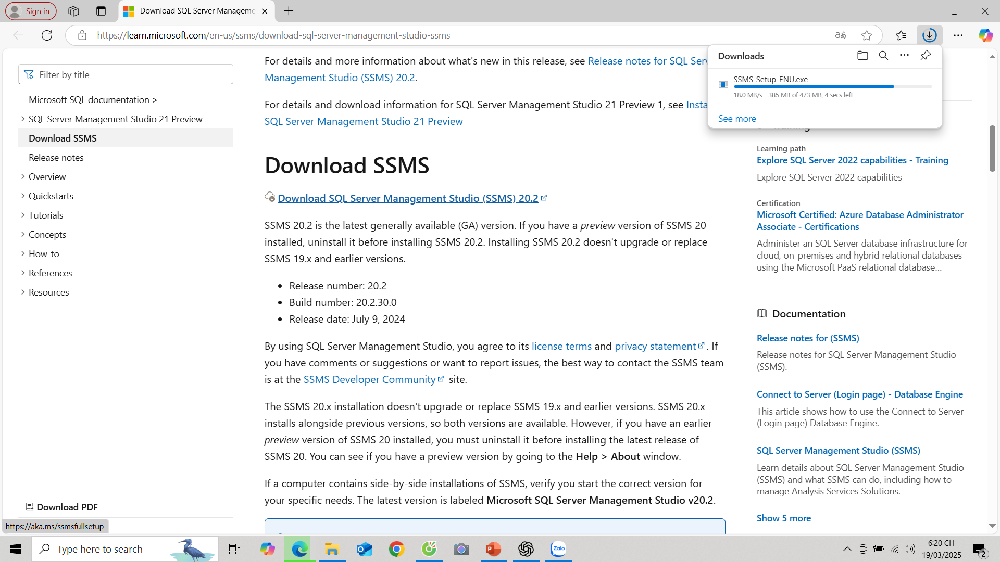 Sign in
Download SQL Server Manageme
https://learn.microsoft.com/en-us/ssms/download-sql-server-management-studio-ssms
Downloads
SSMS-Setup-ENU.exe
18.0 MB/s - 385 MB of 473 MB, 4 secs left
See more
Filter by title
Microsoft SQL documentation >
SQL Server Management Studio 21 Preview
Download SSMS
Release notes
Overview
Quickstarts
Tutorials
Concepts
How-to
References
Resources
Download PDF
https://aka.ms/ssmsfullsetup
For details and more information about what's new in this release, see Release notes for SQL Serv
Management Studio (SSMS) 20.2.
For details and download information for SQL Server Management Studio 21 Preview 1, see Insta
SQL Server Management Studio 21 Preview
Download SSMS
Download SQL Server Management Studio (SSMS) 20.2
SSMS 20.2 is the latest generally available (GA) version. If you have a preview version of SSMS 20
installed, uninstall it before installing SSMS 20.2. Installing SSMS 20.2 doesn't upgrade or replace
SSMS 19.x and earlier versions.
• Release number: 20.2
• Build number: 20.2.30.0
• Release date: July 9, 2024
By using SQL Server Management Studio, you agree to its license terms and privacy statement. If
you have comments or suggestions or want to report issues, the best way to contact the SSMS team
is at the SSMS Developer Community site.
The SSMS 20.x installation doesn't upgrade or replace SSMS 19.x and earlier versions. SSMS 20.x
installs alongside previous versions, so both versions are available. However, if you have an earlier
preview version of SSMS 20 installed, you must uninstall it before installing the latest release of
SSMS 20. You can see if you have a preview version by going to the Help > About window.
If a computer contains side-by-side installations of SSMS, verify you start the correct version for
your specific needs. The latest version is labeled Microsoft SQL Server Management Studio v20.2.
Training
Learning path
Explore SQL Server 2022 capabilities - Training
Explore SQL Server 2022 capabilities
Certification
Microsoft Certified: Azure Database Administrator
Associate - Certifications
Administer an SQL Server database infrastructure for
cloud, on-premises and hybrid relational databases
using the Microsoft PaaS relational database...
Documentation
Release notes for (SSMS)
Release notes for SQL Server Management Studio
(SSMS).
Connect to Server (Login page) - Database Engine
This article shows how to use the Connect to Server
(Login page) Database Engine.
SQL Server Management Studio (SSMS)
Learn details about SQL Server Management Studio
(SSMS) and what SSMS can do, including how to
manage Analysis Services Solutions.
Show 5 more
Type here to search
Zalo
6:20 CH
19/03/2025
2